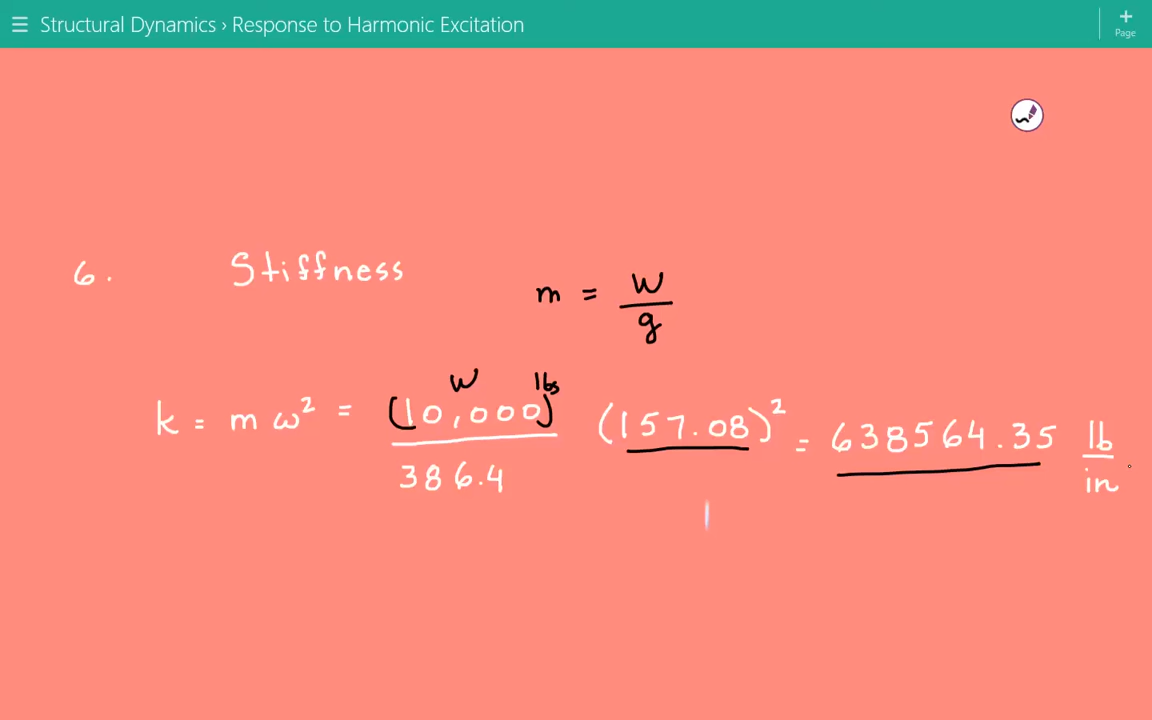 Structural Dynamics › Response to Harmonic Excitation
Page
6. Stiffness
m = W/g
W lbs
k = m ω² = (10,000)/386.4 (157.08)² = 638564.35 lb/in